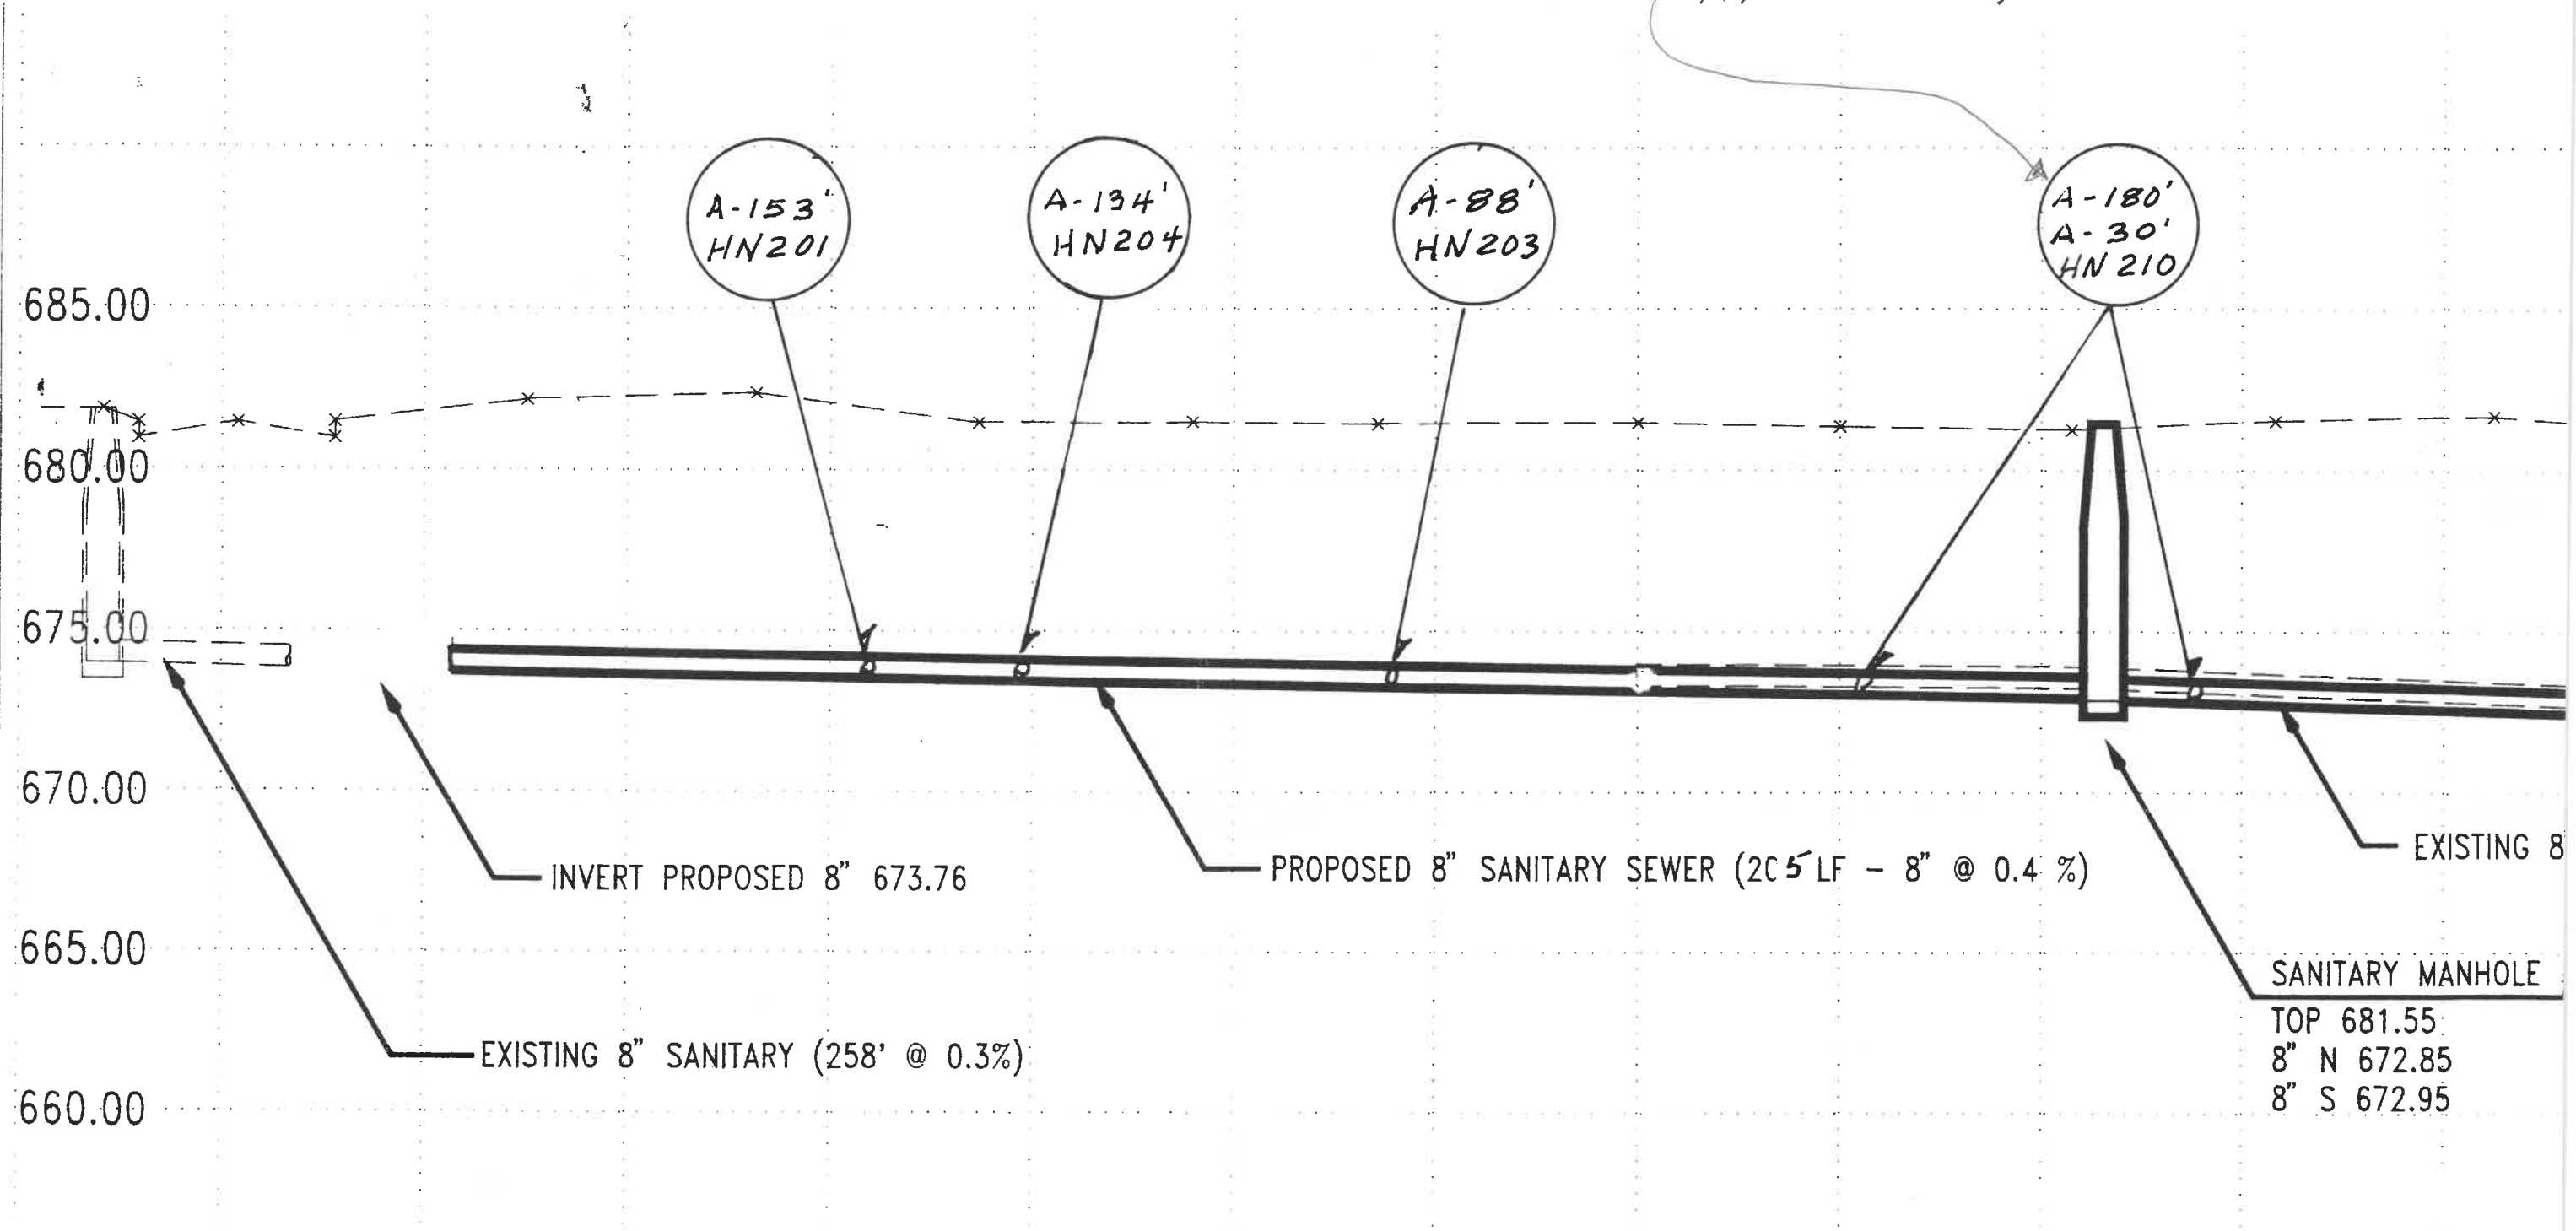 A-153'
HN201
A-134'
HN204
A-88'
HN203
A-180'
A-30'
HN 210
685.00
680.00
675.00
670.00
665.00
660.00
INVERT PROPOSED 8" 673.76
PROPOSED 8" SANITARY SEWER (205 LF - 8" @ 0.4 %)
EXISTING 8
EXISTING 8" SANITARY (258' @ 0.3%)
SANITARY MANHOLE
TOP 681.55
8" N 672.85
8" S 672.95